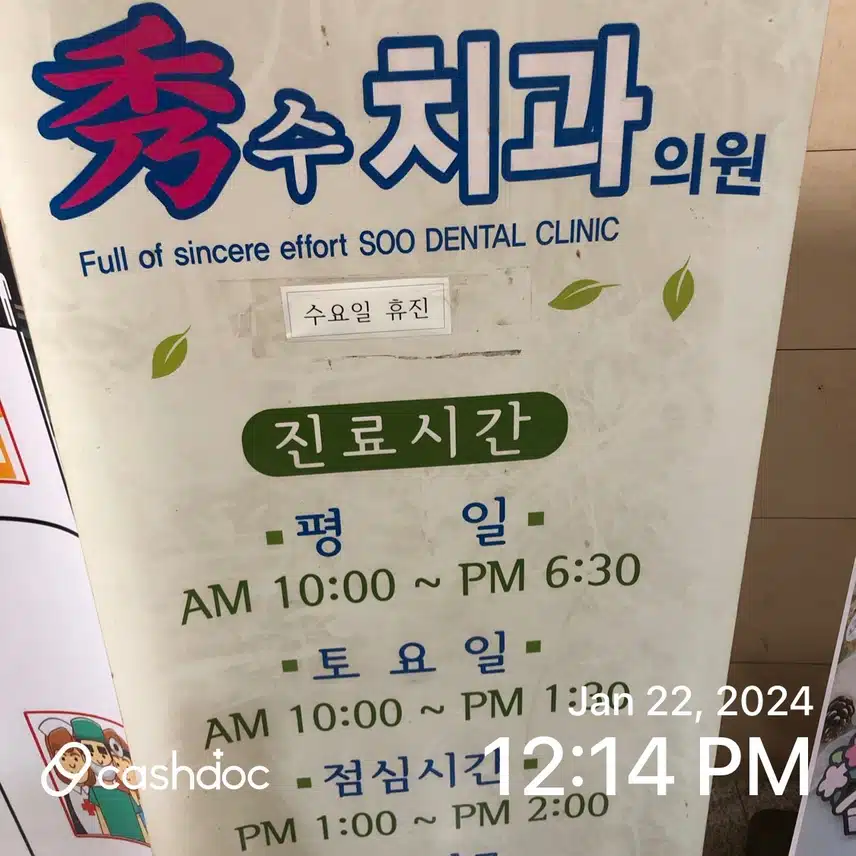 秀수치과의원
Full of sincere effort SOO DENTAL CLINIC
수요일 휴진
진료시간
평 일
AM 10:00 ~ PM 6:30
토 요 일
AM 10:00 ~ PM 1:30
Jan 22, 2024
점심시간
12:14 PM
cashdoc
PM 1:00 ~ PM 2:00